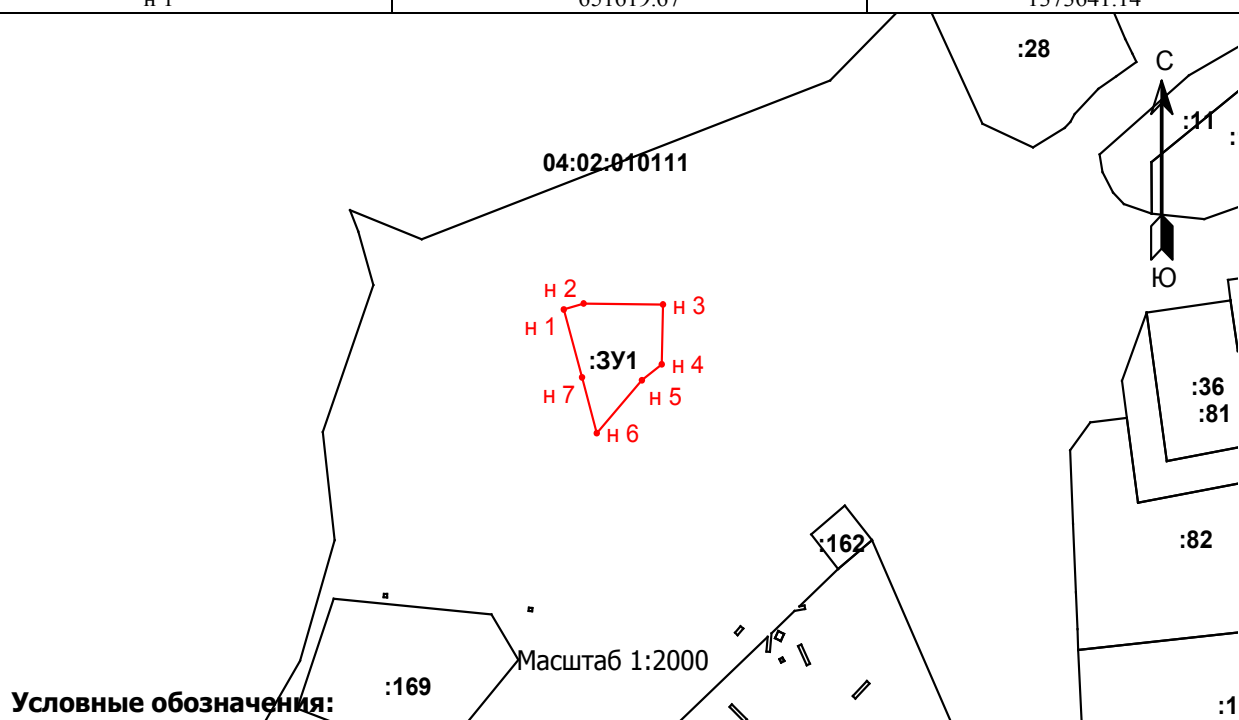 :28
С
:11
04:02:010111
н 2
н 3
н 1
:ЗУ1
н 4
н 7
н 5
:36
н 6
:81
:162
:82
Масштаб 1:2000
:169
Условные обозначения: